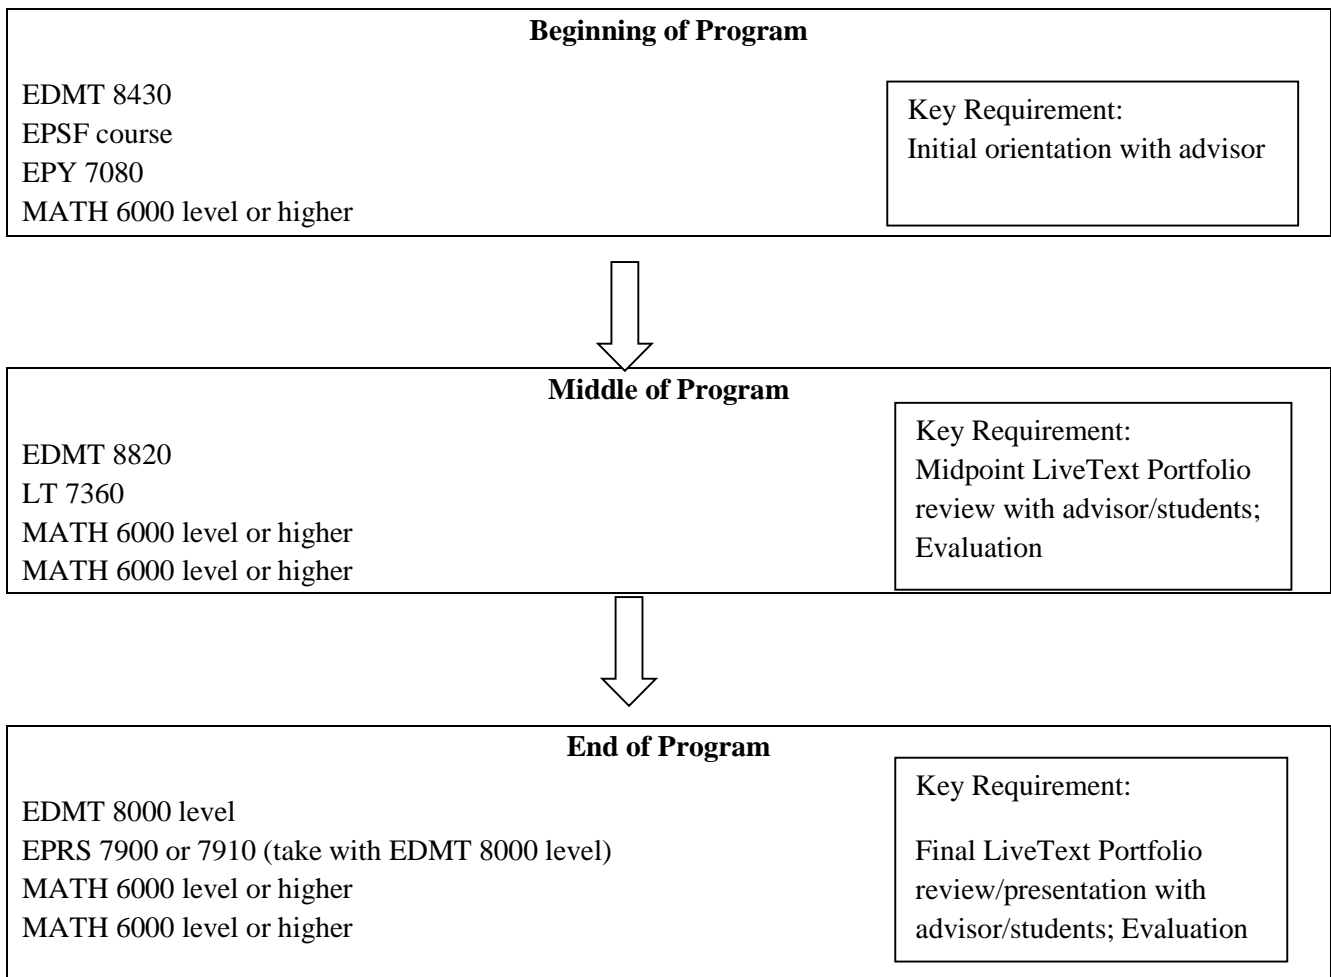 Beginning of Program
EDMT 8430
EPSF course
EPY 7080
MATH 6000 level or higher
Key Requirement:
Initial orientation with advisor
Middle of Program
EDMT 8820
LT 7360
MATH 6000 level or higher
MATH 6000 level or higher
Key Requirement:
Midpoint LiveText Portfolio
review with advisor/students;
Evaluation
End of Program
EDMT 8000 level
EPRS 7900 or 7910 (take with EDMT 8000 level)
MATH 6000 level or higher
MATH 6000 level or higher
Key Requirement:
Final LiveText Portfolio
review/presentation with
advisor/students; Evaluation